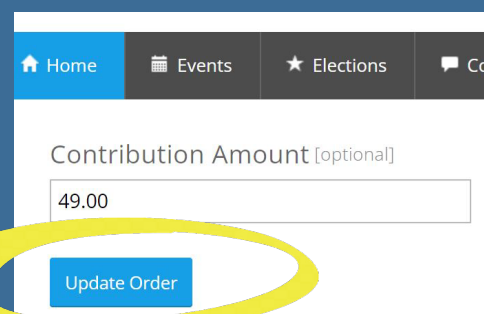 Home Events Elections
Contribution Amount [optional]
49.00
Update Order